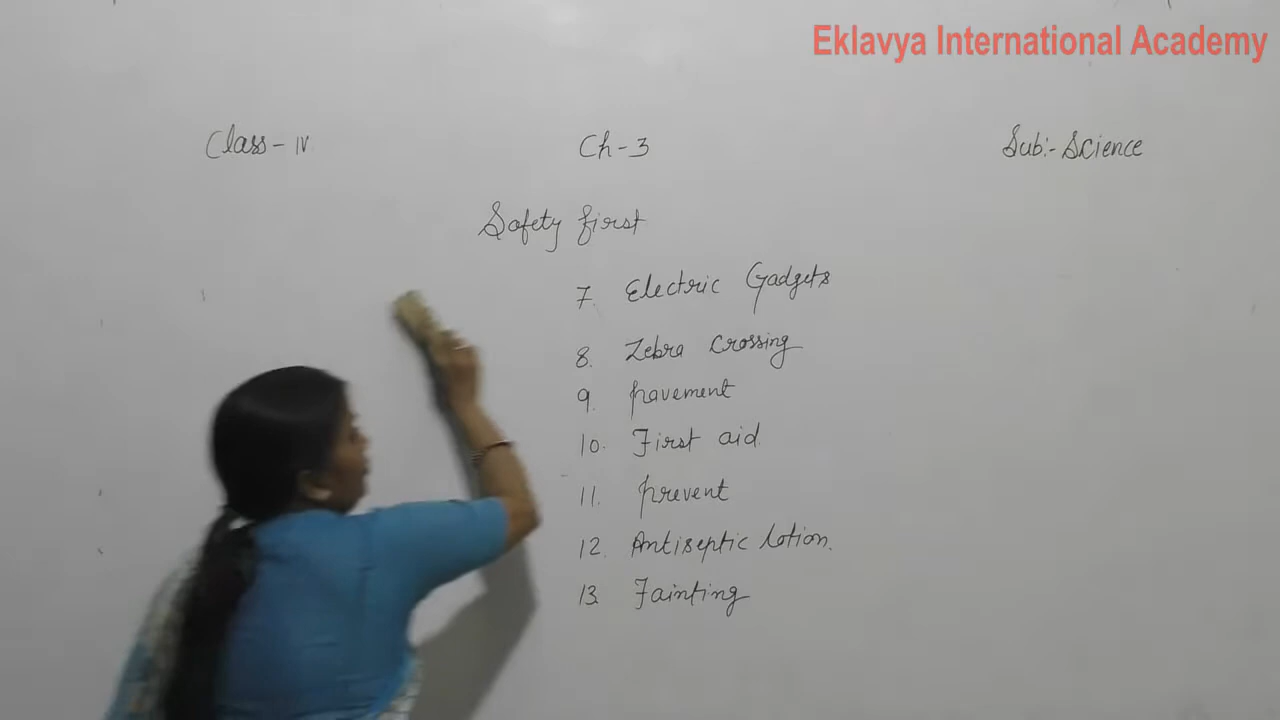 Eklavya International Academy
Class - IV Ch - 3 Sub:- Science
Safety first
7. Electric Gadgets
8. Zebra Crossing
9. pavement
10. First aid
11. prevent
12. Antiseptic lotion.
13. Fainting